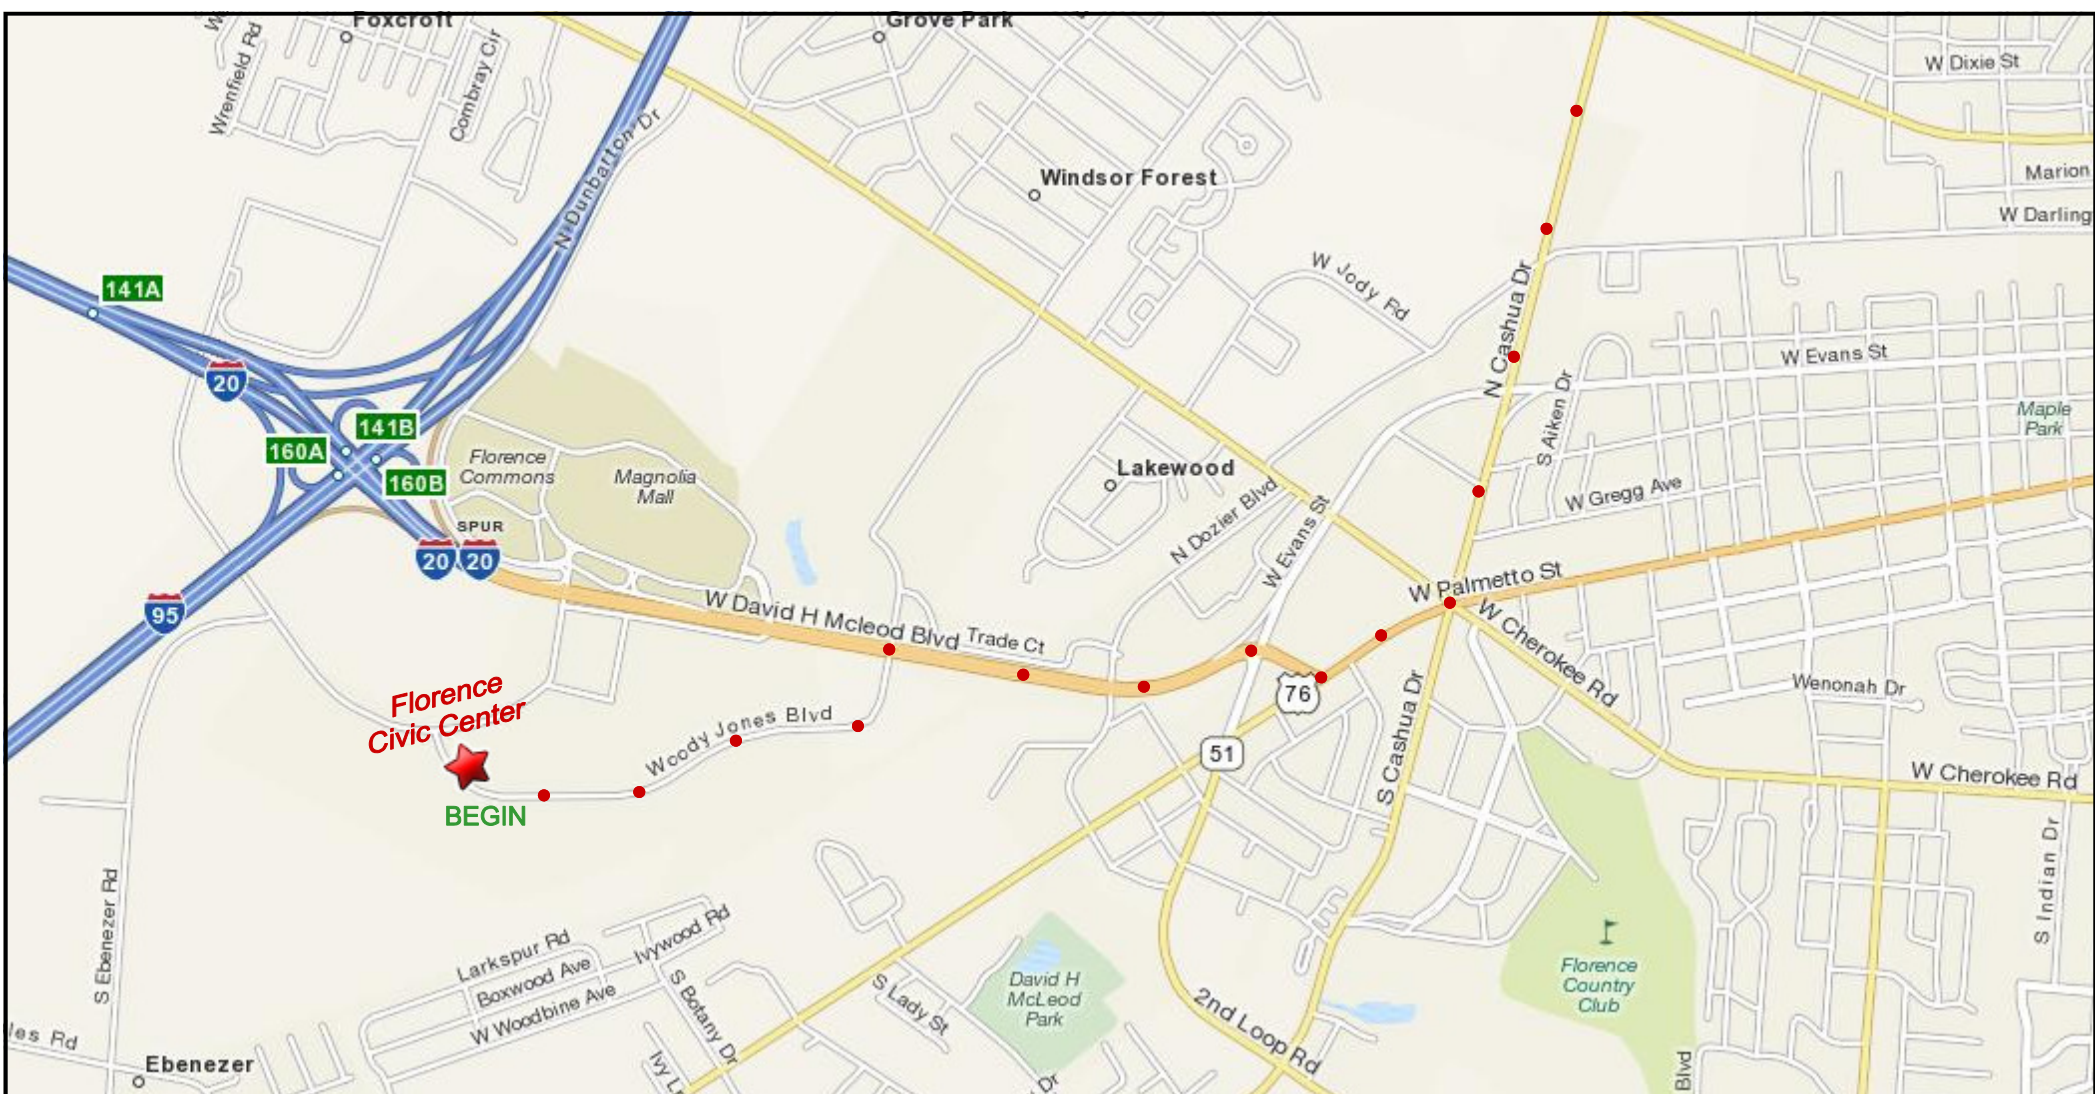 Foxcroft
Grove Park
W Dixie St
Wrenfield Rd
Combray Cir
N Dunbarton Dr
Windsor Forest
Marion
W Darling
W Jody Rd
N Cashua Dr
141A
20
W Evans St
S Aiken Dr
Maple
Park
141B
160A
160B
Florence
Commons
Magnolia
Mall
Lakewood
N Dozier Blvd
W Evans St
W Gregg Ave
SPUR
20
20
95
W David H Mcleod Blvd
Trade Ct
W Palmetto St
W Cherokee Rd
Wenonah Dr
76
51
S Cashua Dr
Florence
Civic Center
Woody Jones Blvd
BEGIN
W Cherokee Rd
S Indian Dr
S Ebenezer Rd
Larkspur Rd
Boxwood Ave
W Woodbine Ave
Ivywood Rd
S Botany Dr
S Lady St
David H
McLeod
Park
2nd Loop Rd
Florence
Country
Club
les Rd
Ebenezer
Ivy L
Dr
Blvd